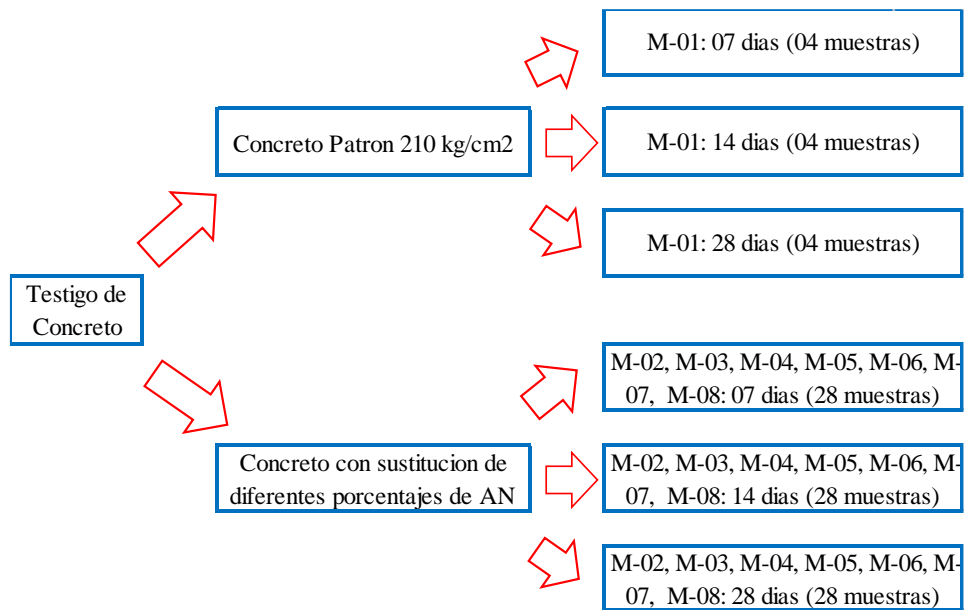 M-01: 07 dias (04 muestras)
Concreto Patron 210 kg/cm2
M-01: 14 dias (04 muestras)
M-01: 28 dias (04 muestras)
Testigo de
Concreto
M-02, M-03, M-04, M-05, M-06, M-
07, M-08: 07 dias (28 muestras)
Concreto con sustitucion de
diferentes porcentajes de AN
M-02, M-03, M-04, M-05, M-06, M-
07, M-08: 14 dias (28 muestras)
M-02, M-03, M-04, M-05, M-06, M-
07, M-08: 28 dias (28 muestras)